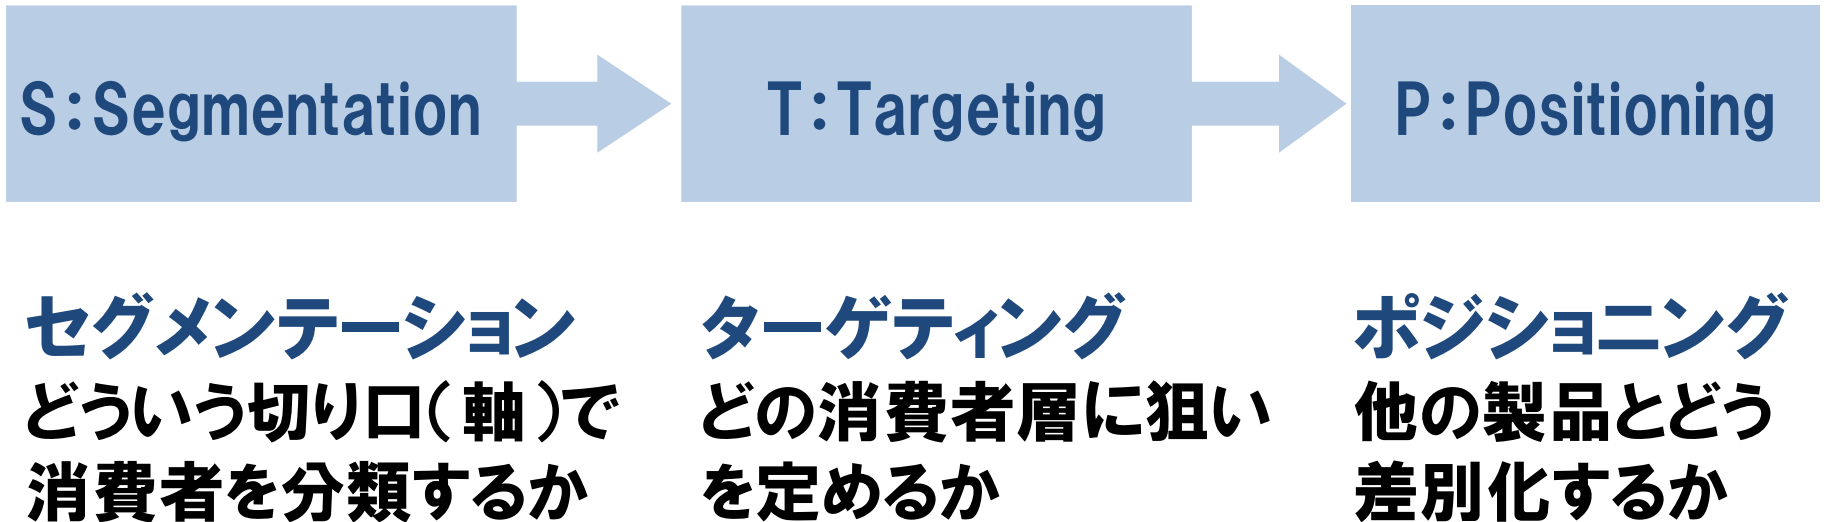 S：Segmentation
T：Targeting
P：Positioning
セグメンテーション
どういう切り口（軸）で
消費者を分類するか
ターゲティング
どの消費者層に狙い
を定めるか
ポジショニング
他の製品とどう
差別化するか